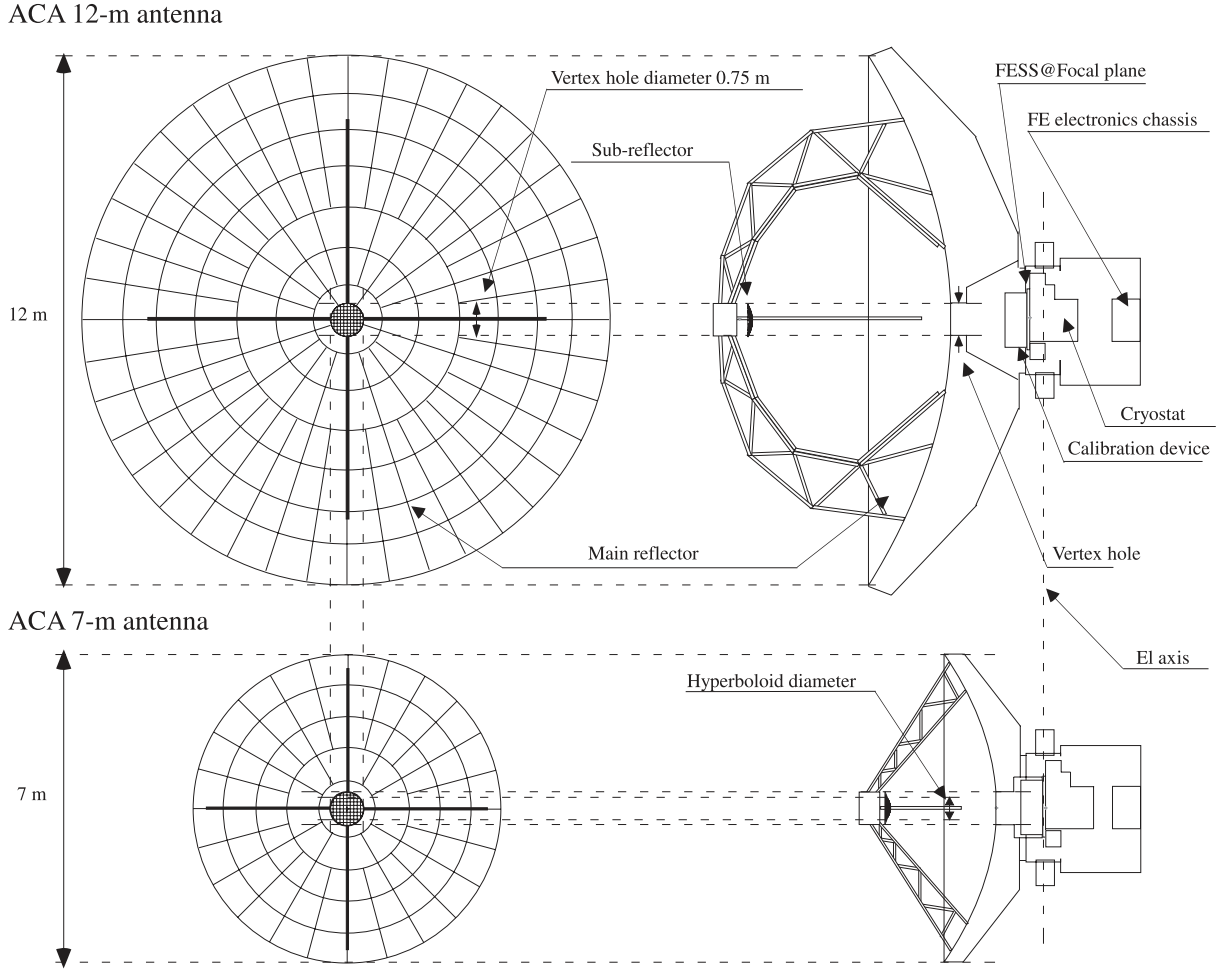 ACA 12-m antenna
Vertex hole diameter 0.75 m
FESS@Focal plane
FE electronics chassis
Sub-reflector
12 m
Cryostat
Calibration device
Main reflector
Vertex hole
ACA 7-m antenna
El axis
Hyperboloid diameter
7 m